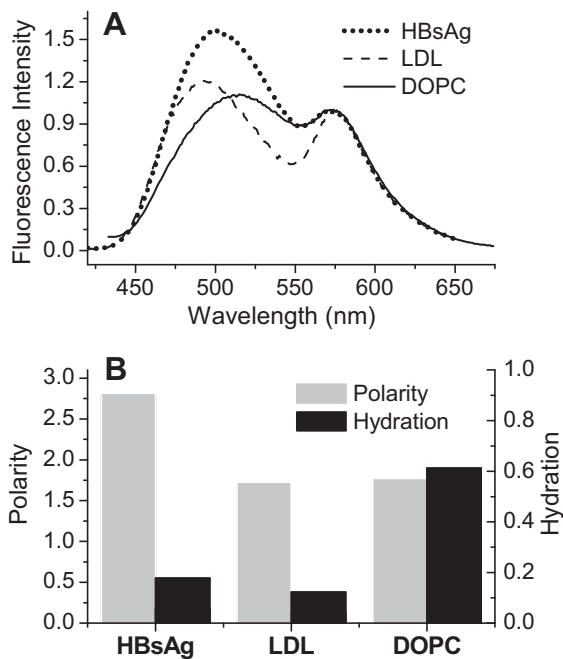 A
HBsAg
LDL
DOPC
Fluorescence Intensity
1.5
1.2
0.9
0.6
0.3
0.0
450 500 550 600 650
Wavelength (nm)
B
Polarity
Hydration
Polarity
3.0
2.5
2.0
1.5
1.0
0.5
0.0
1.0
0.8
0.6
0.4
0.2
0.0
Hydration
HBsAg LDL DOPC